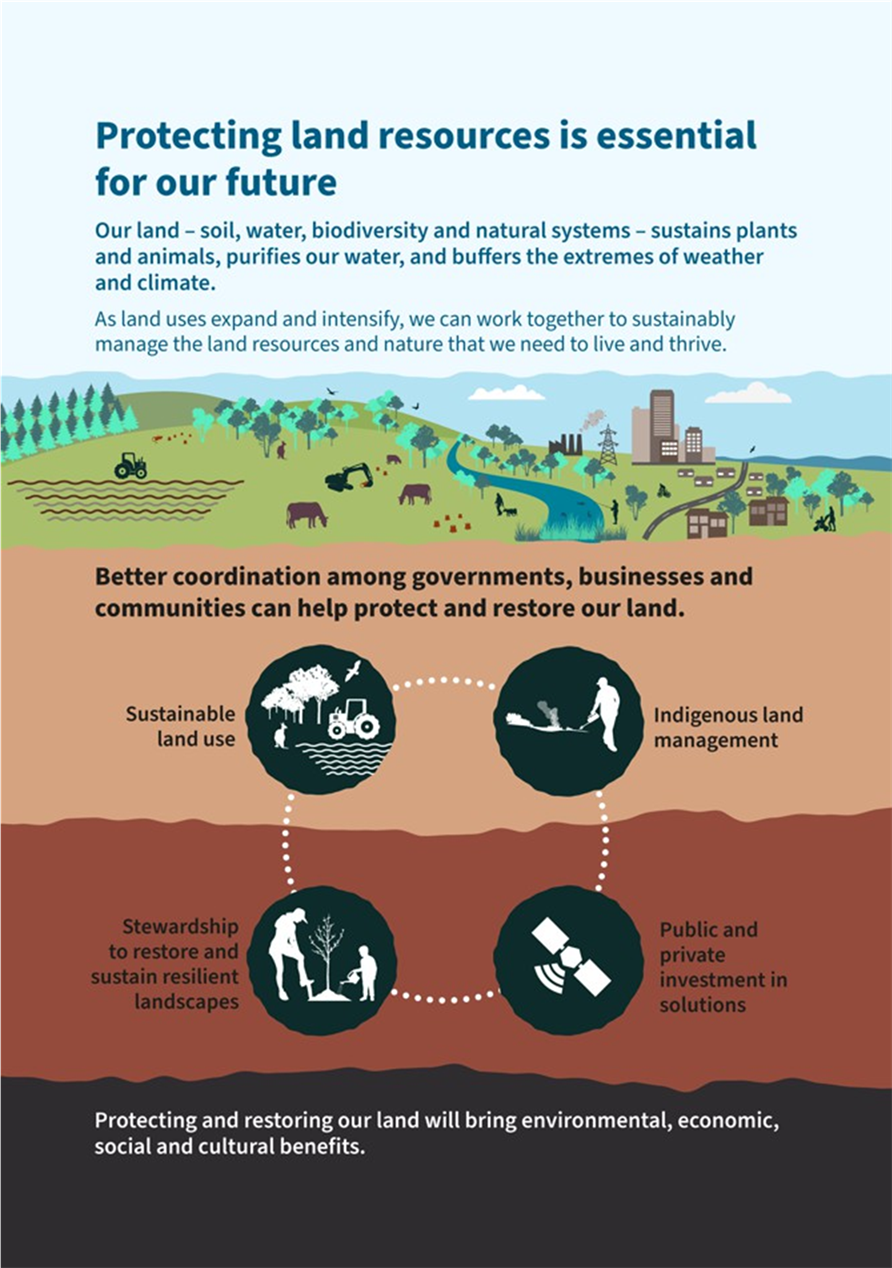 Protecting land resources is essential
for our future
Our land – soil, water, biodiversity and natural systems – sustains plants
and animals, purifies our water, and buffers the extremes of weather
and climate.
As land uses expand and intensify, we can work together to sustainably
manage the land resources and nature that we need to live and thrive.
Better coordination among governments, businesses and
communities can help protect and restore our land.
Sustainable
land use
Indigenous land
management
Stewardship
to restore and
sustain resilient
landscapes
Public and
private
investment in
solutions
Protecting and restoring our land will bring environmental, economic,
social and cultural benefits.